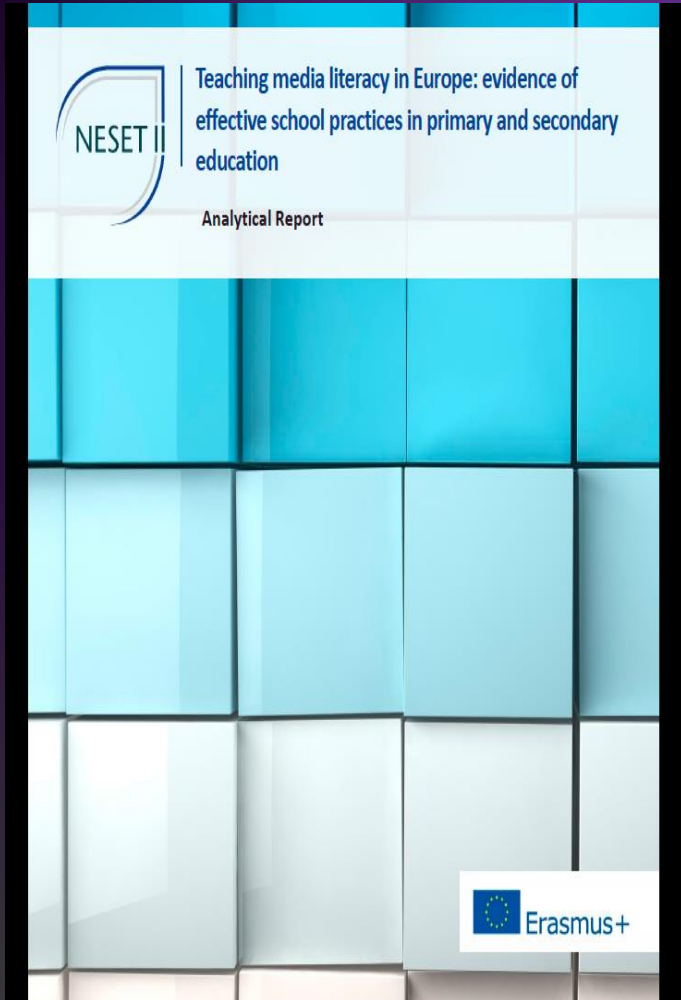 NESET II
Teaching media literacy in Europe: evidence of
effective school practices in primary and secondary
education
Analytical Report
Erasmus+